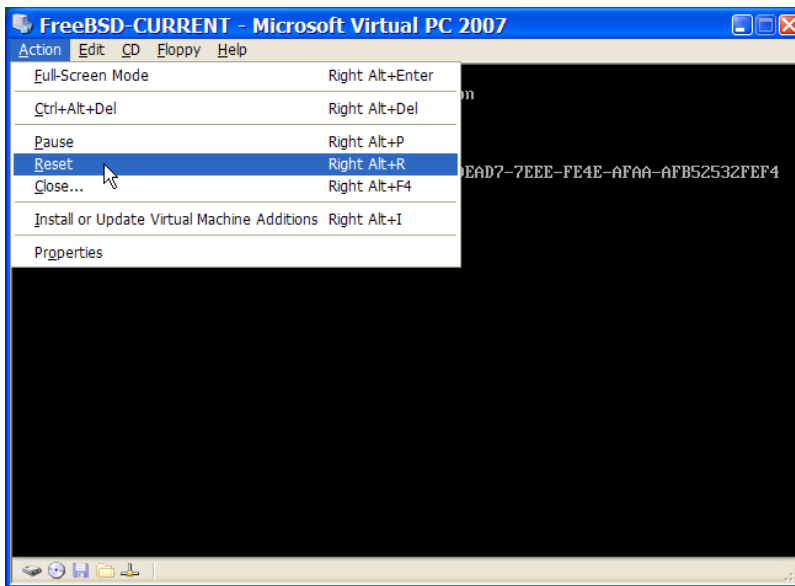 FreeBSD-CURRENT - Microsoft Virtual PC 2007
Action Edit CD Floppy Help
Full-Screen Mode Right Alt+Enter
on
Ctrl+Alt+Del Right Alt+Del
Pause Right Alt+P
Reset Right Alt+R
EAD7-7EEE-FE4E-AFAA-AFB52532FEF4
Close... Right Alt+F4
Install or Update Virtual Machine Additions Right Alt+I
Properties